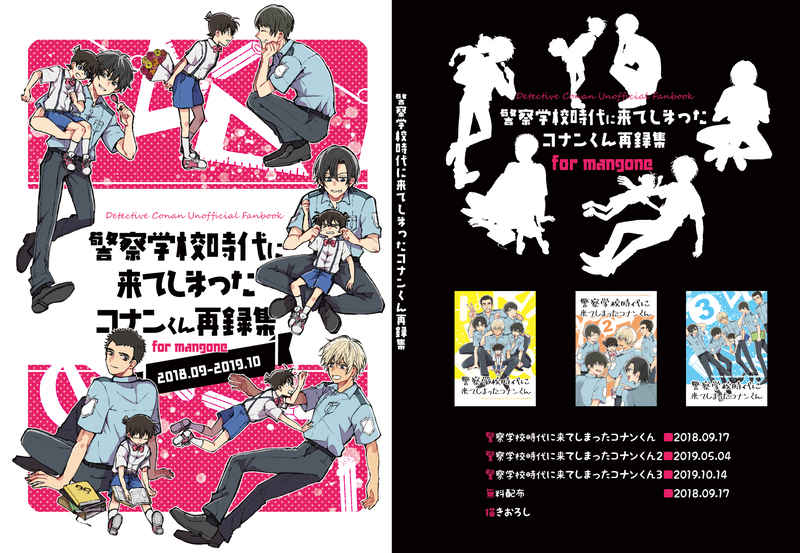 Detective Conan Unofficial Fanbook
警察学校時代に
来てしまった
コナンくん再録集
for mangone
2018.09-2019.10
警察学校時代に来てしまったコナンくん再録集
Detective Conan Unofficial Fanbook
警察学校時代に来てしまった
コナンくん再録集
for mangone
警察学校時代に
来てしまったコナンくん
警察学校時代に
来てしまったコナンくん
2
3
警察学校時代に
来てしまったコナンくん
警察学校時代に来てしまったコナンくん 2018.09.17
警察学校時代に来てしまったコナンくん2 2019.05.04
警察学校時代に来てしまったコナンくん3 2019.10.14
無料配布 2018.09.17
描きおろし